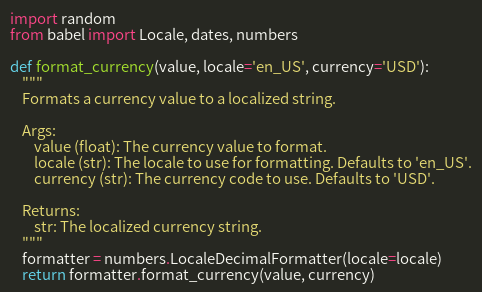 import random
from babel import Locale, dates, numbers

def format_currency(value, locale='en_US', currency='USD'):
    """
    Formats a currency value to a localized string.

    Args:
        value (float): The currency value to format.
        locale (str): The locale to use for formatting. Defaults to 'en_US'.
        currency (str): The currency code to use. Defaults to 'USD'.

    Returns:
        str: The localized currency string.
    """
    formatter = numbers.LocaleDecimalFormatter(locale=locale)
    return formatter.format_currency(value, currency)